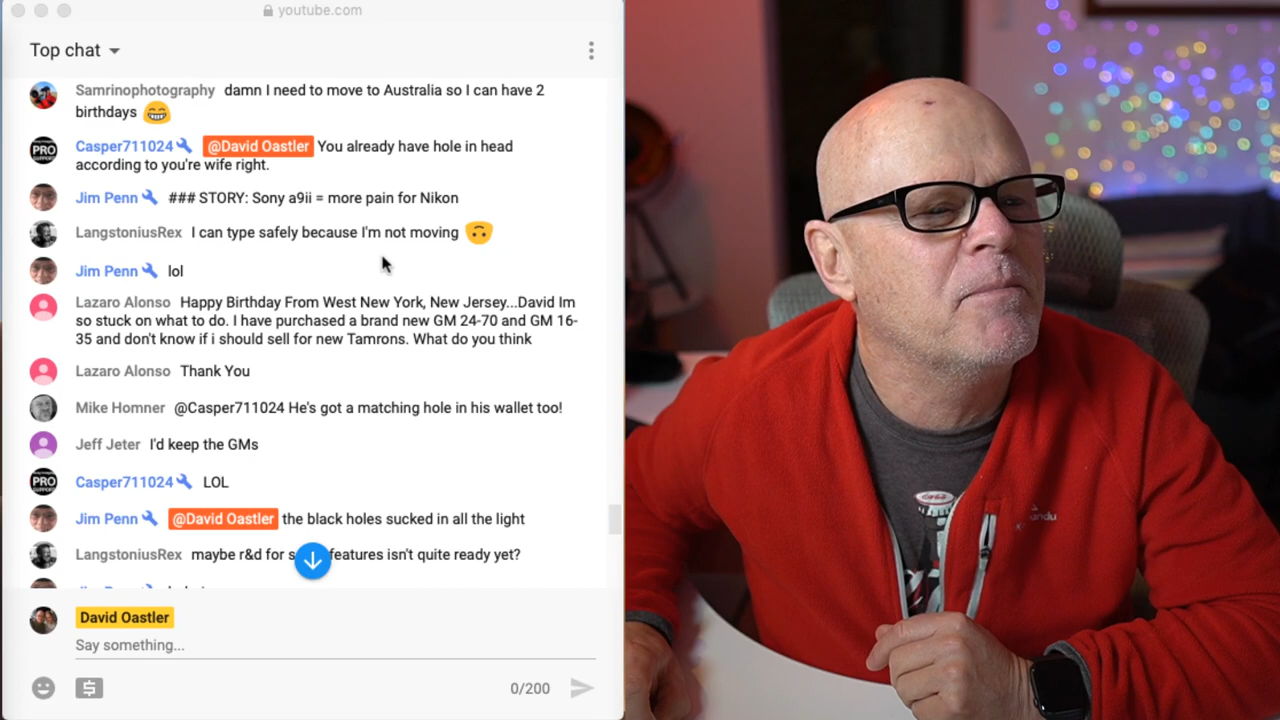 youtube.com
Top chat
Samrinophotography damn I need to move to Australia so I can have 2
birthdays
Casper711024 @David Oastler You already have hole in head
according to you're wife right.
Jim Penn ### STORY: Sony a9ii = more pain for Nikon
LangstoniusRex I can type safely because I'm not moving
Jim Penn lol
Lazaro Alonso Happy Birthday From West New York, New Jersey...David Im
so stuck on what to do. I have purchased a brand new GM 24-70 and GM 16-
35 and don't know if i should sell for new Tamrons. What do you think
Lazaro Alonso Thank You
Mike Homner @Casper711024 He's got a matching hole in his wallet too!
Jeff Jeter I'd keep the GMs
PRO
Casper711024 LOL
Jim Penn @David Oastler the black holes sucked in all the light
LangstoniusRex maybe r&d for features isn't quite ready yet?
David Oastler
Say something...
0/200